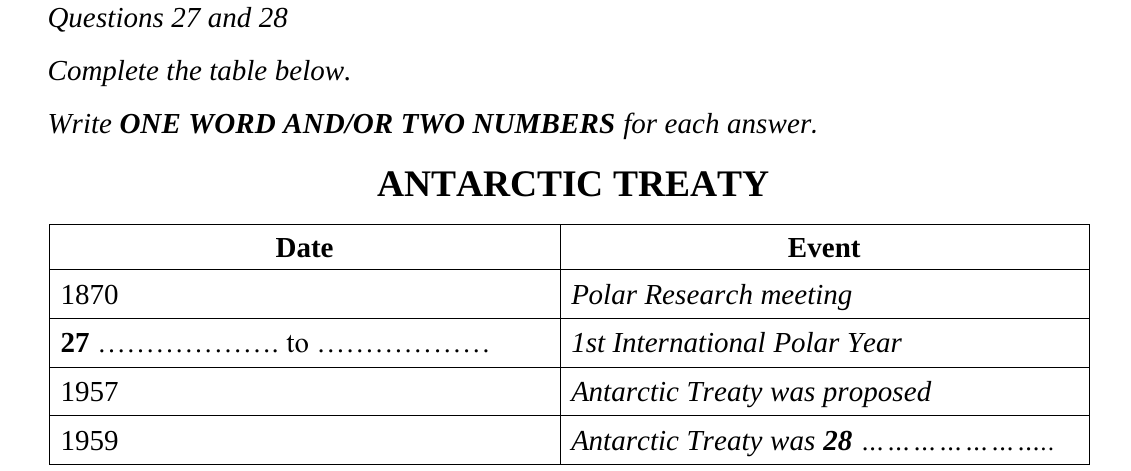 Questions 27 and 28
Complete the table below.
Write ONE WORD AND/OR TWO NUMBERS for each answer.
ANTARCTIC TREATY
Date Event
1870 Polar Research meeting
27 ………………. to ……………… 1st International Polar Year
1957 Antarctic Treaty was proposed
1959 Antarctic Treaty was 28 ……………….....